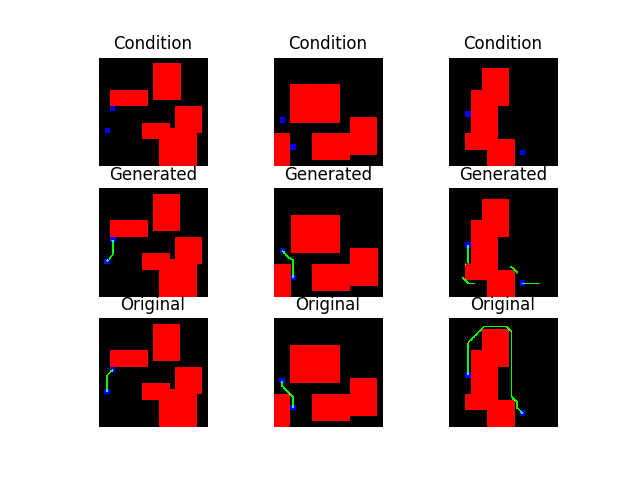 Condition Condition Condition
Generated Generated Generated
Original Original Original